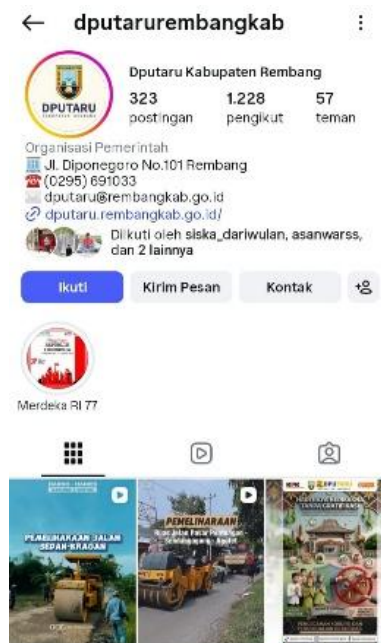 dputarurembangkab
DPUTARU
Dputaru Kabupaten Rembang
323 1.228 57
postingan pengikut teman
Organisasi Pemerintah
Jl. Diponegoro No.101 Rembang
(0295) 691033
dputaru@rembangkab.go.id
dputaru.rembangkab.go.id/
Diikuti oleh siska_dariwulan, asanwarss,
dan 2 lainnya
Ikuti Kirim Pesan Kontak
Merdeka RI 77
PEMELIHARAAN JALAN
SEDAN-KRAGAN
PEMELIHARAAN
DPUTARU